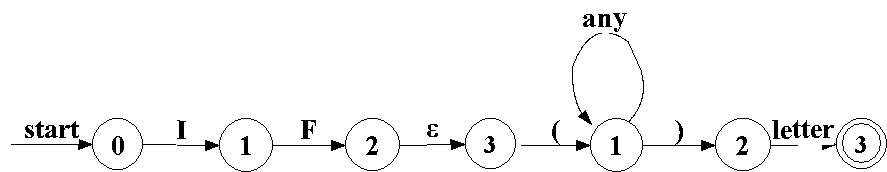 any
start 0 I 1 F 2 ε 3 ( 1 ) 2 letter 3